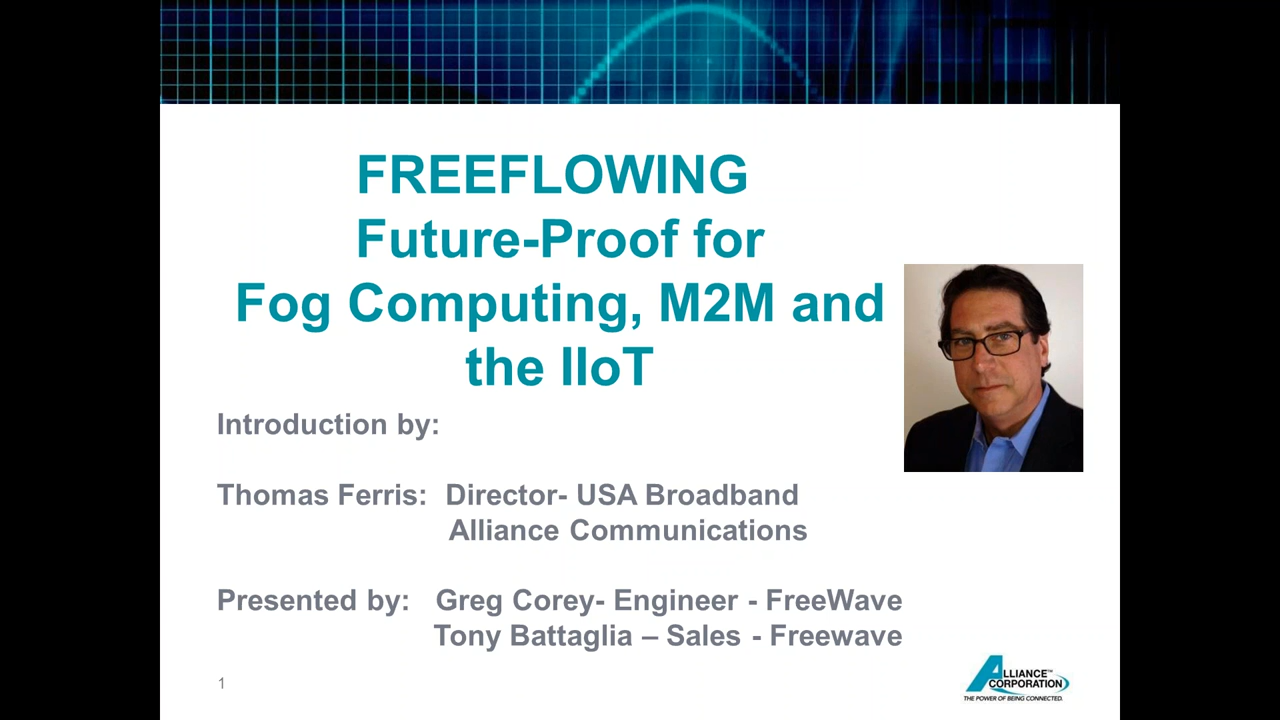 FREEFLOWING
Future-Proof for
Fog Computing, M2M and
the IIoT
Introduction by:
Thomas Ferris: Director- USA Broadband
Alliance Communications
Presented by: Greg Corey- Engineer - FreeWave
Tony Battaglia – Sales - Freewave
1
ALLIANCE™
CORPORATION
THE POWER OF BEING CONNECTED.